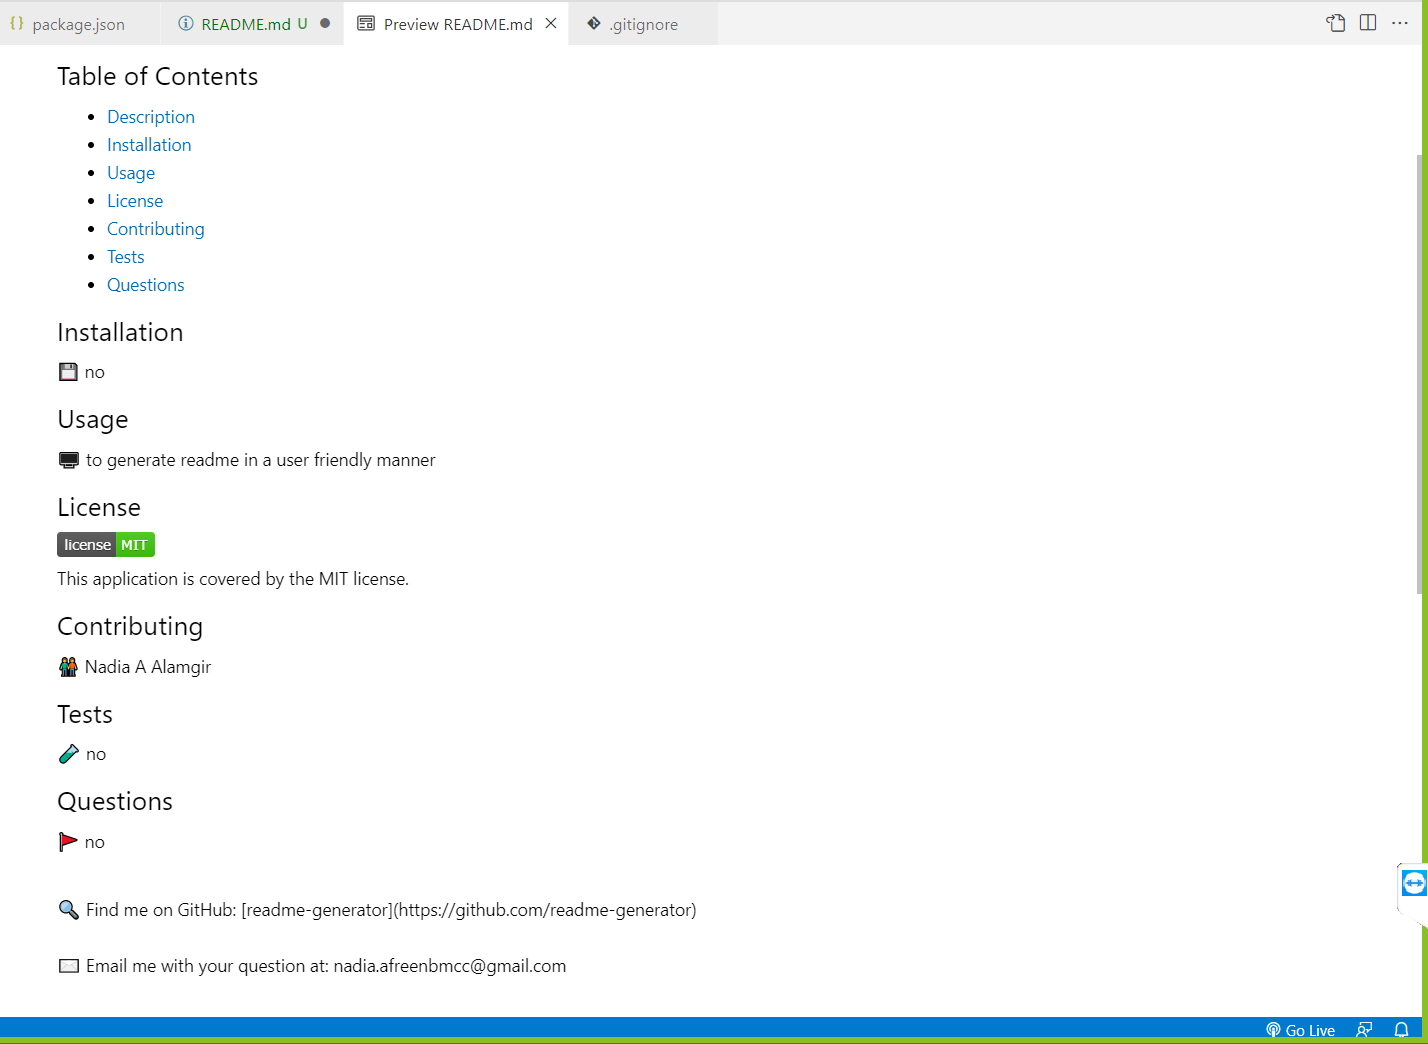 {} package.json
README.md U
Preview README.md
.gitignore
Table of Contents
Description
Installation
Usage
License
Contributing
Tests
Questions
Installation
no
Usage
to generate readme in a user friendly manner
License
license MIT
This application is covered by the MIT license.
Contributing
Nadia A Alamgir
Tests
no
Questions
no
Find me on GitHub: [readme-generator](https://github.com/readme-generator)
Email me with your question at: nadia.afreenbmcc@gmail.com
Go Live